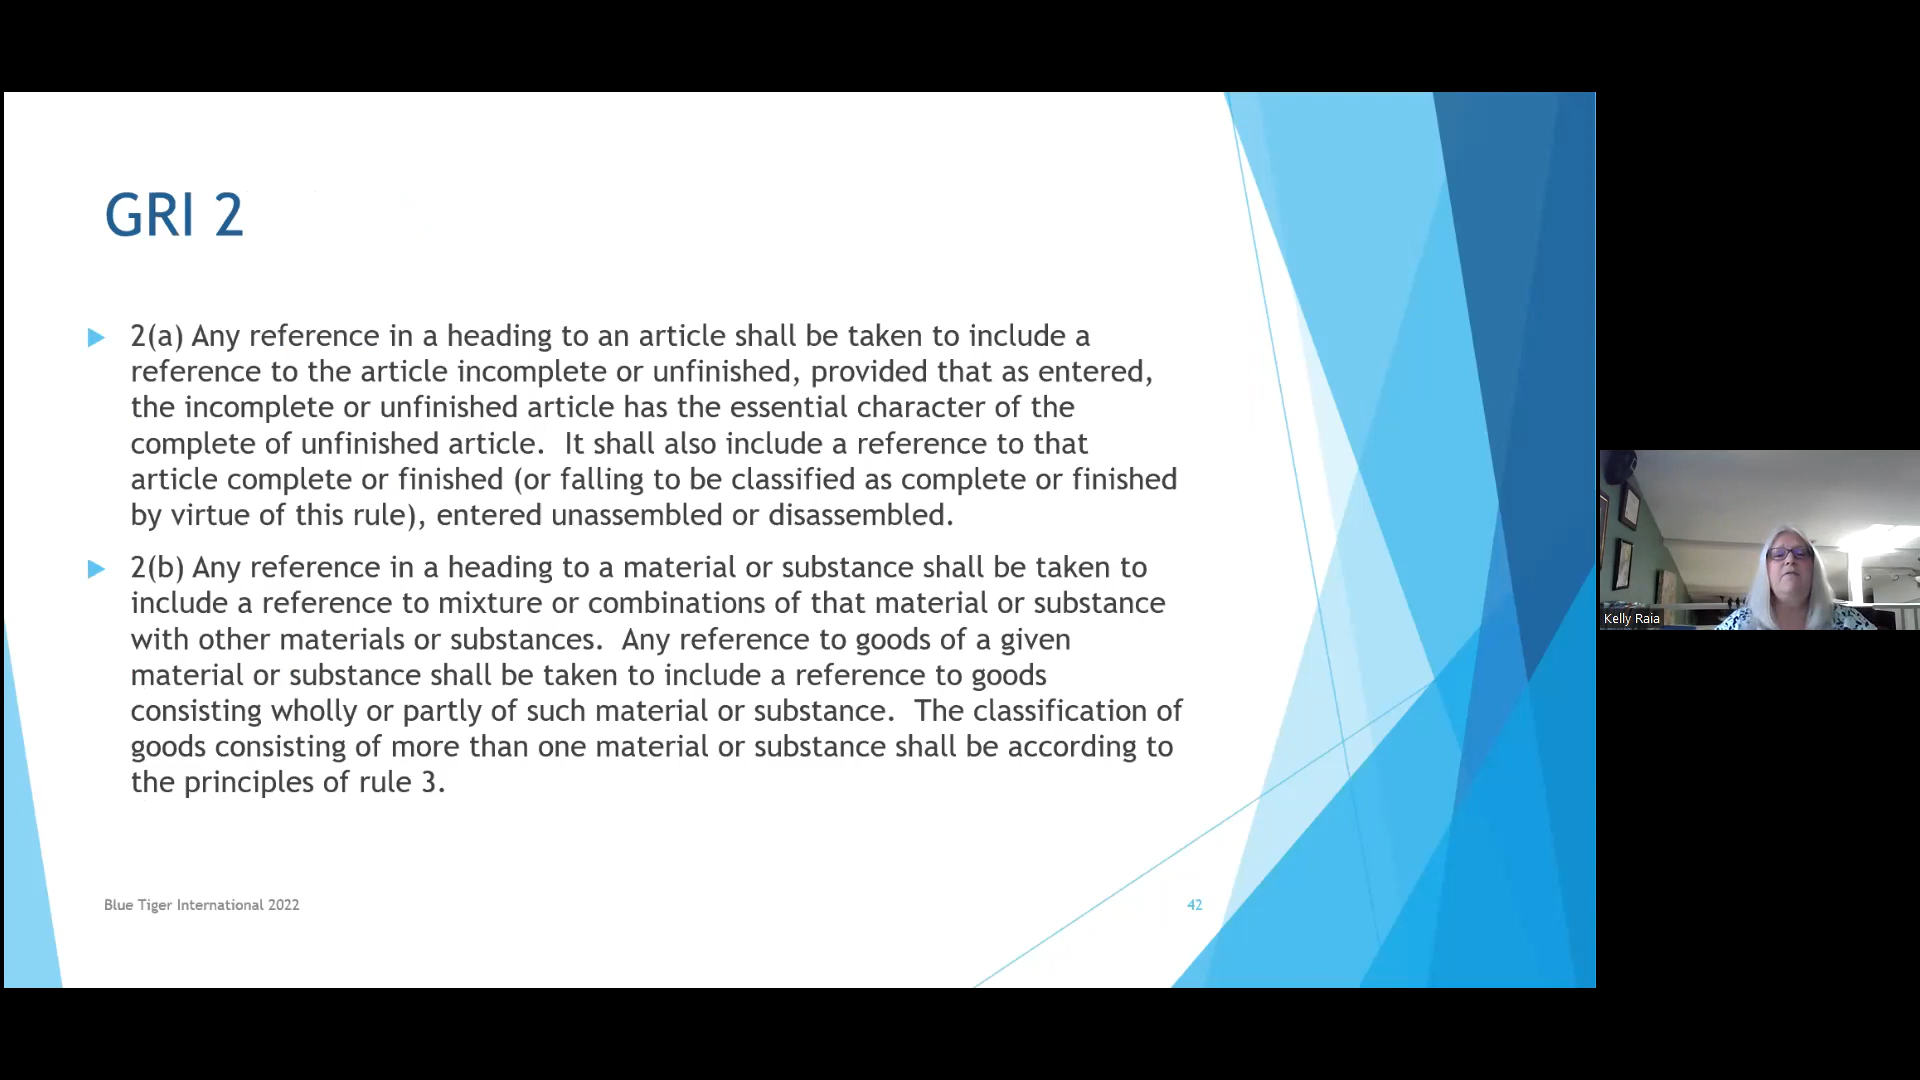 GRI 2
2(a) Any reference in a heading to an article shall be taken to include a
reference to the article incomplete or unfinished, provided that as entered,
the incomplete or unfinished article has the essential character of the
complete of unfinished article.  It shall also include a reference to that
article complete or finished (or falling to be classified as complete or finished
by virtue of this rule), entered unassembled or disassembled.
2(b) Any reference in a heading to a material or substance shall be taken to
include a reference to mixture or combinations of that material or substance
with other materials or substances.  Any reference to goods of a given
material or substance shall be taken to include a reference to goods
consisting wholly or partly of such material or substance.  The classification of
goods consisting of more than one material or substance shall be according to
the principles of rule 3.
Blue Tiger International 2022
42
Kelly Raia